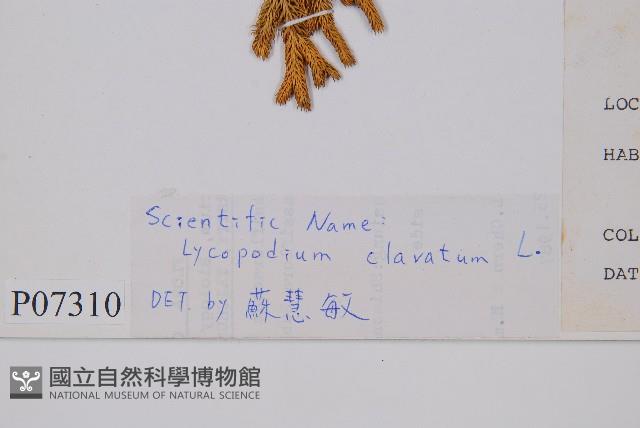 LOC
HAB
Scientific Name:
Lycopodium clavatum L.
COL
DAT
P07310
DET. by 蘇慧敏
國立自然科學博物館
NATIONAL MUSEUM OF NATURAL SCIENCE